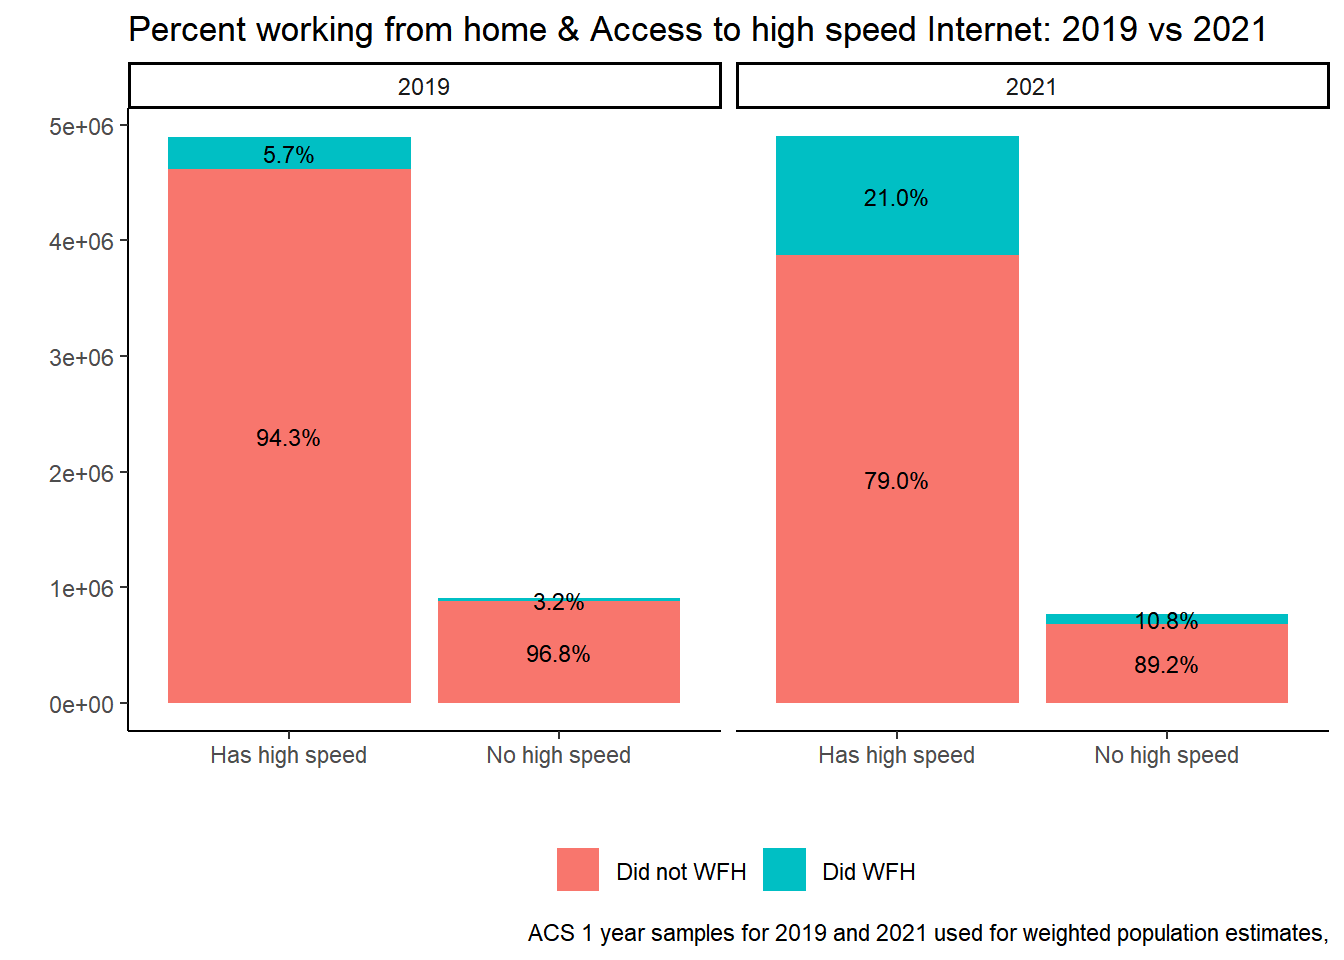 Percent working from home & Access to high speed Internet: 2019 vs 2021
2019
2021
5e+06
4e+06
3e+06
2e+06
1e+06
0e+00
5.7%
94.3%
3.2%
96.8%
21.0%
79.0%
10.8%
89.2%
Has high speed
No high speed
Has high speed
No high speed
Did not WFH
Did WFH
ACS 1 year samples for 2019 and 2021 used for weighted population estimates,